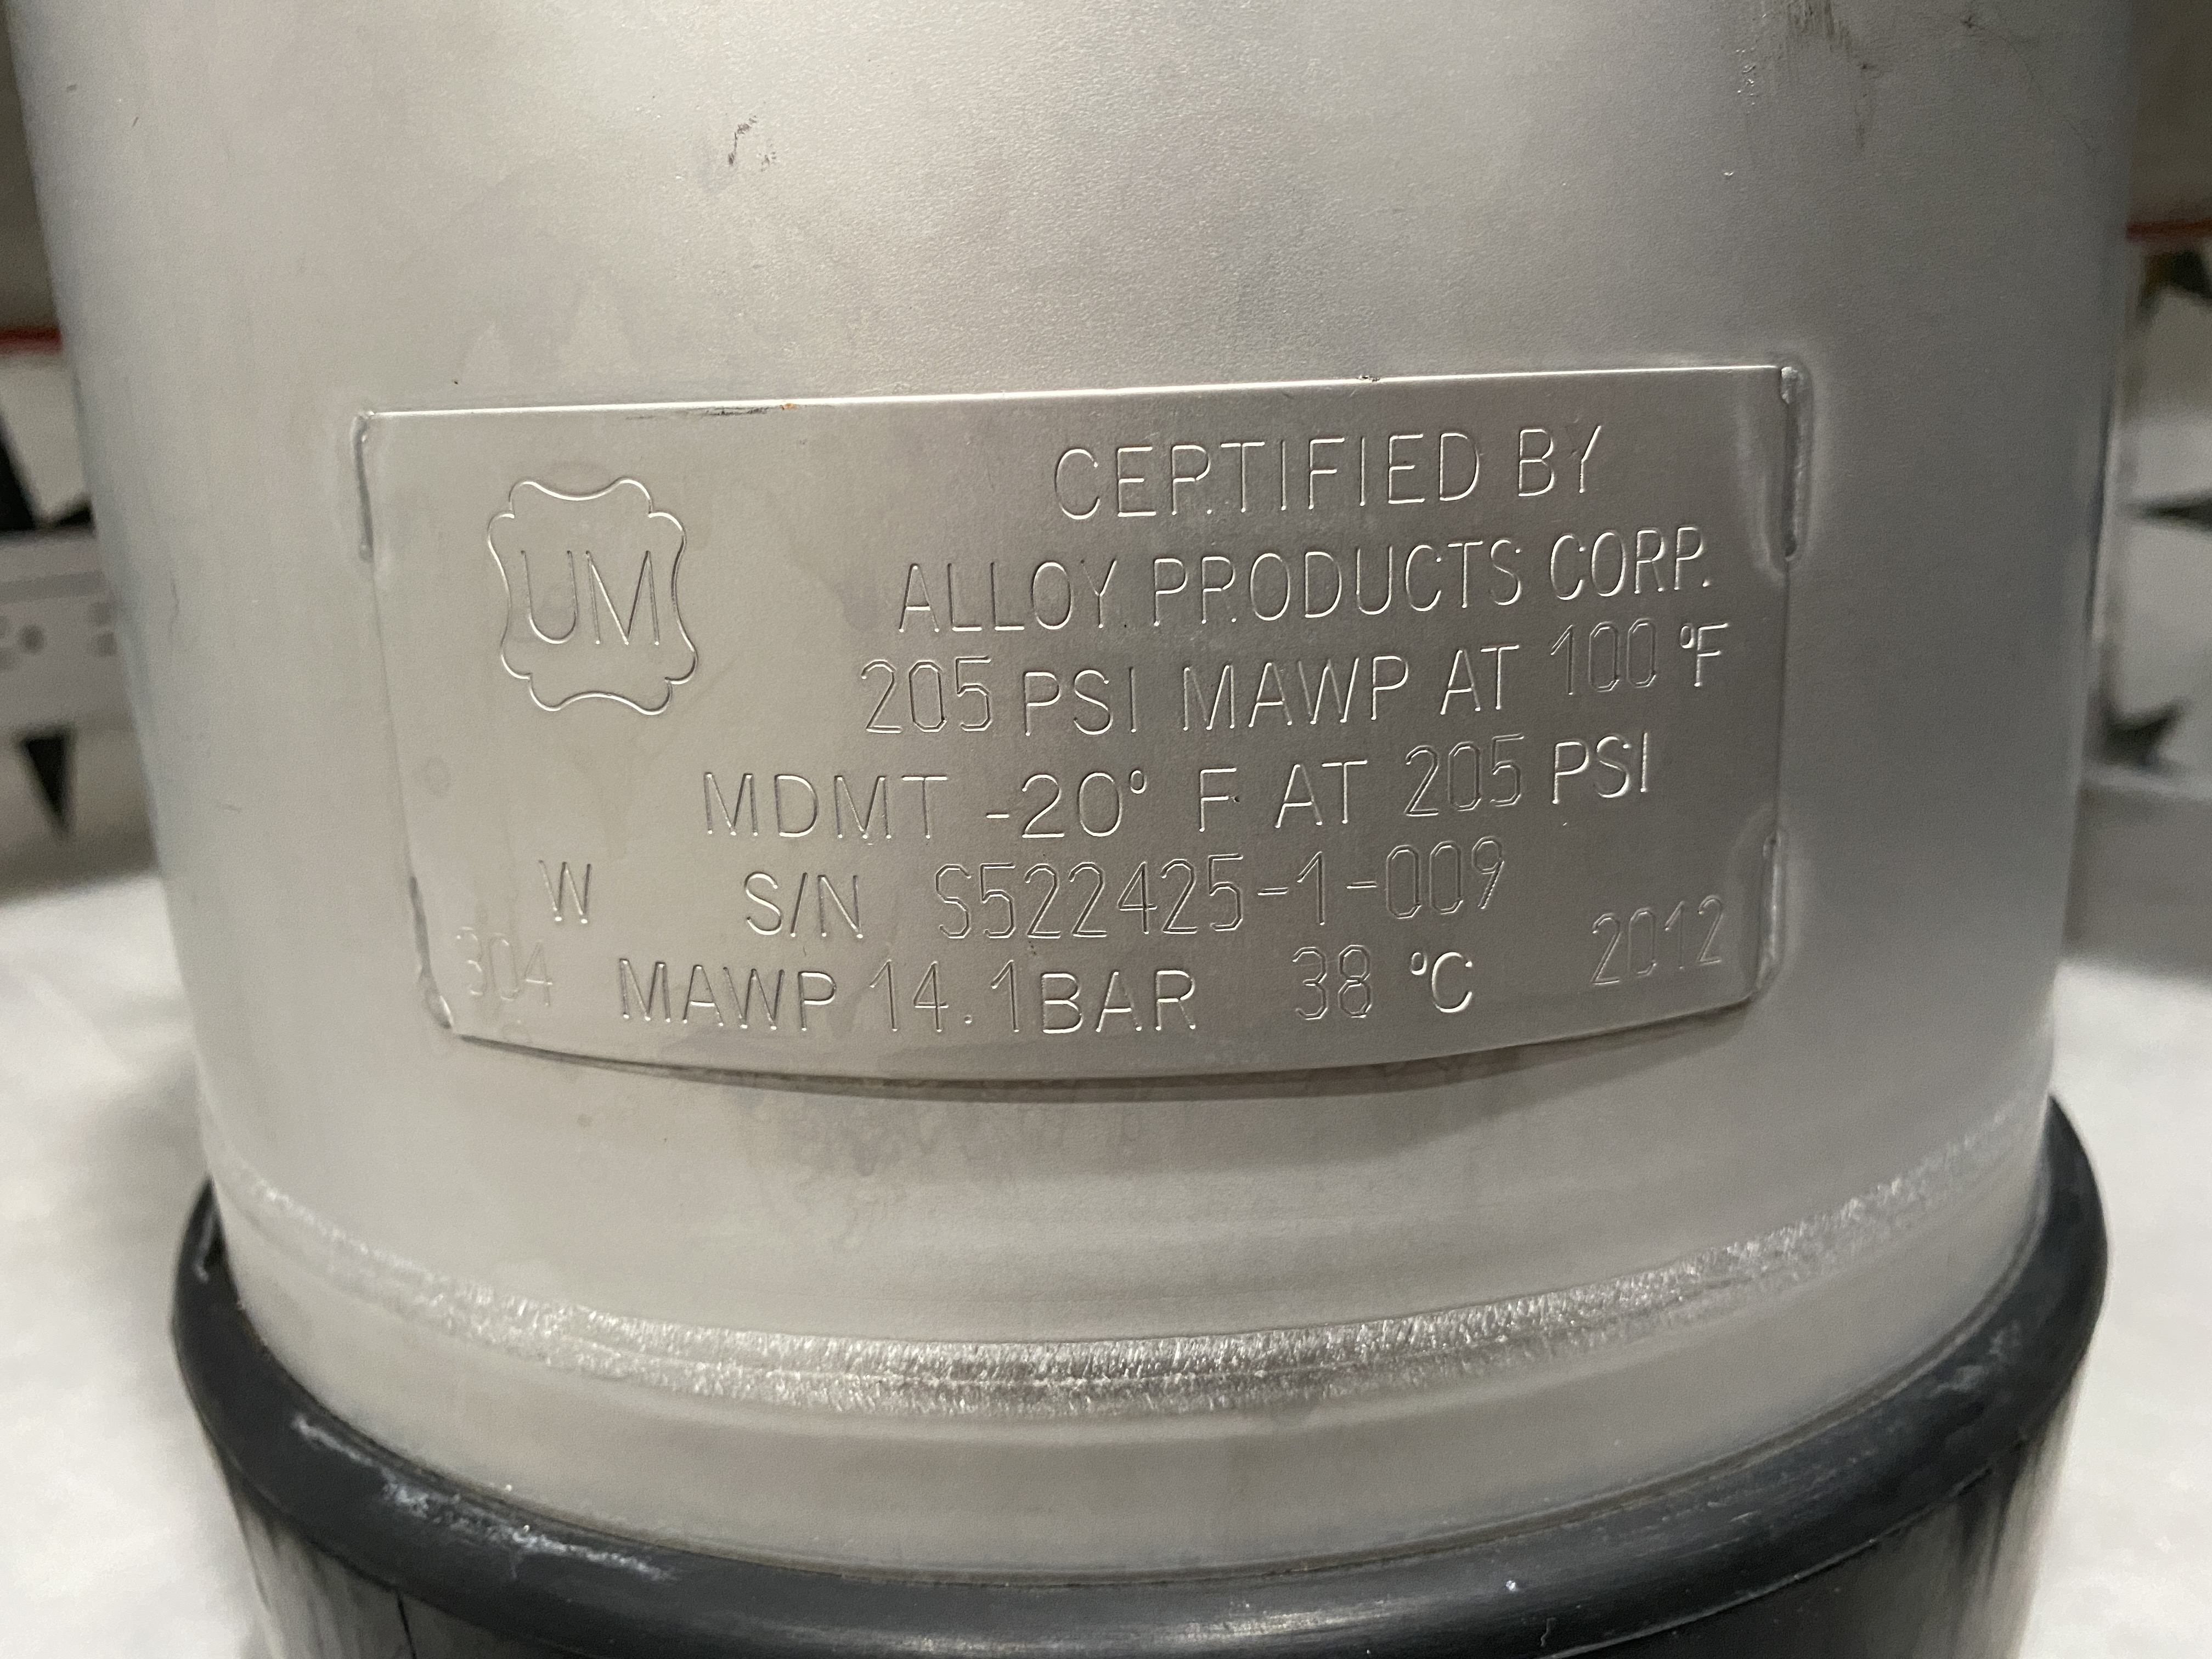 UM
CERTIFIED BY
ALLOY PRODUCTS CORP.
205 PSI MAWP AT 100 °F
MDMT -20° F AT 205 PSI
W S/N S522425-1-009
304 MAWP 14.1BAR 38 °C 2012